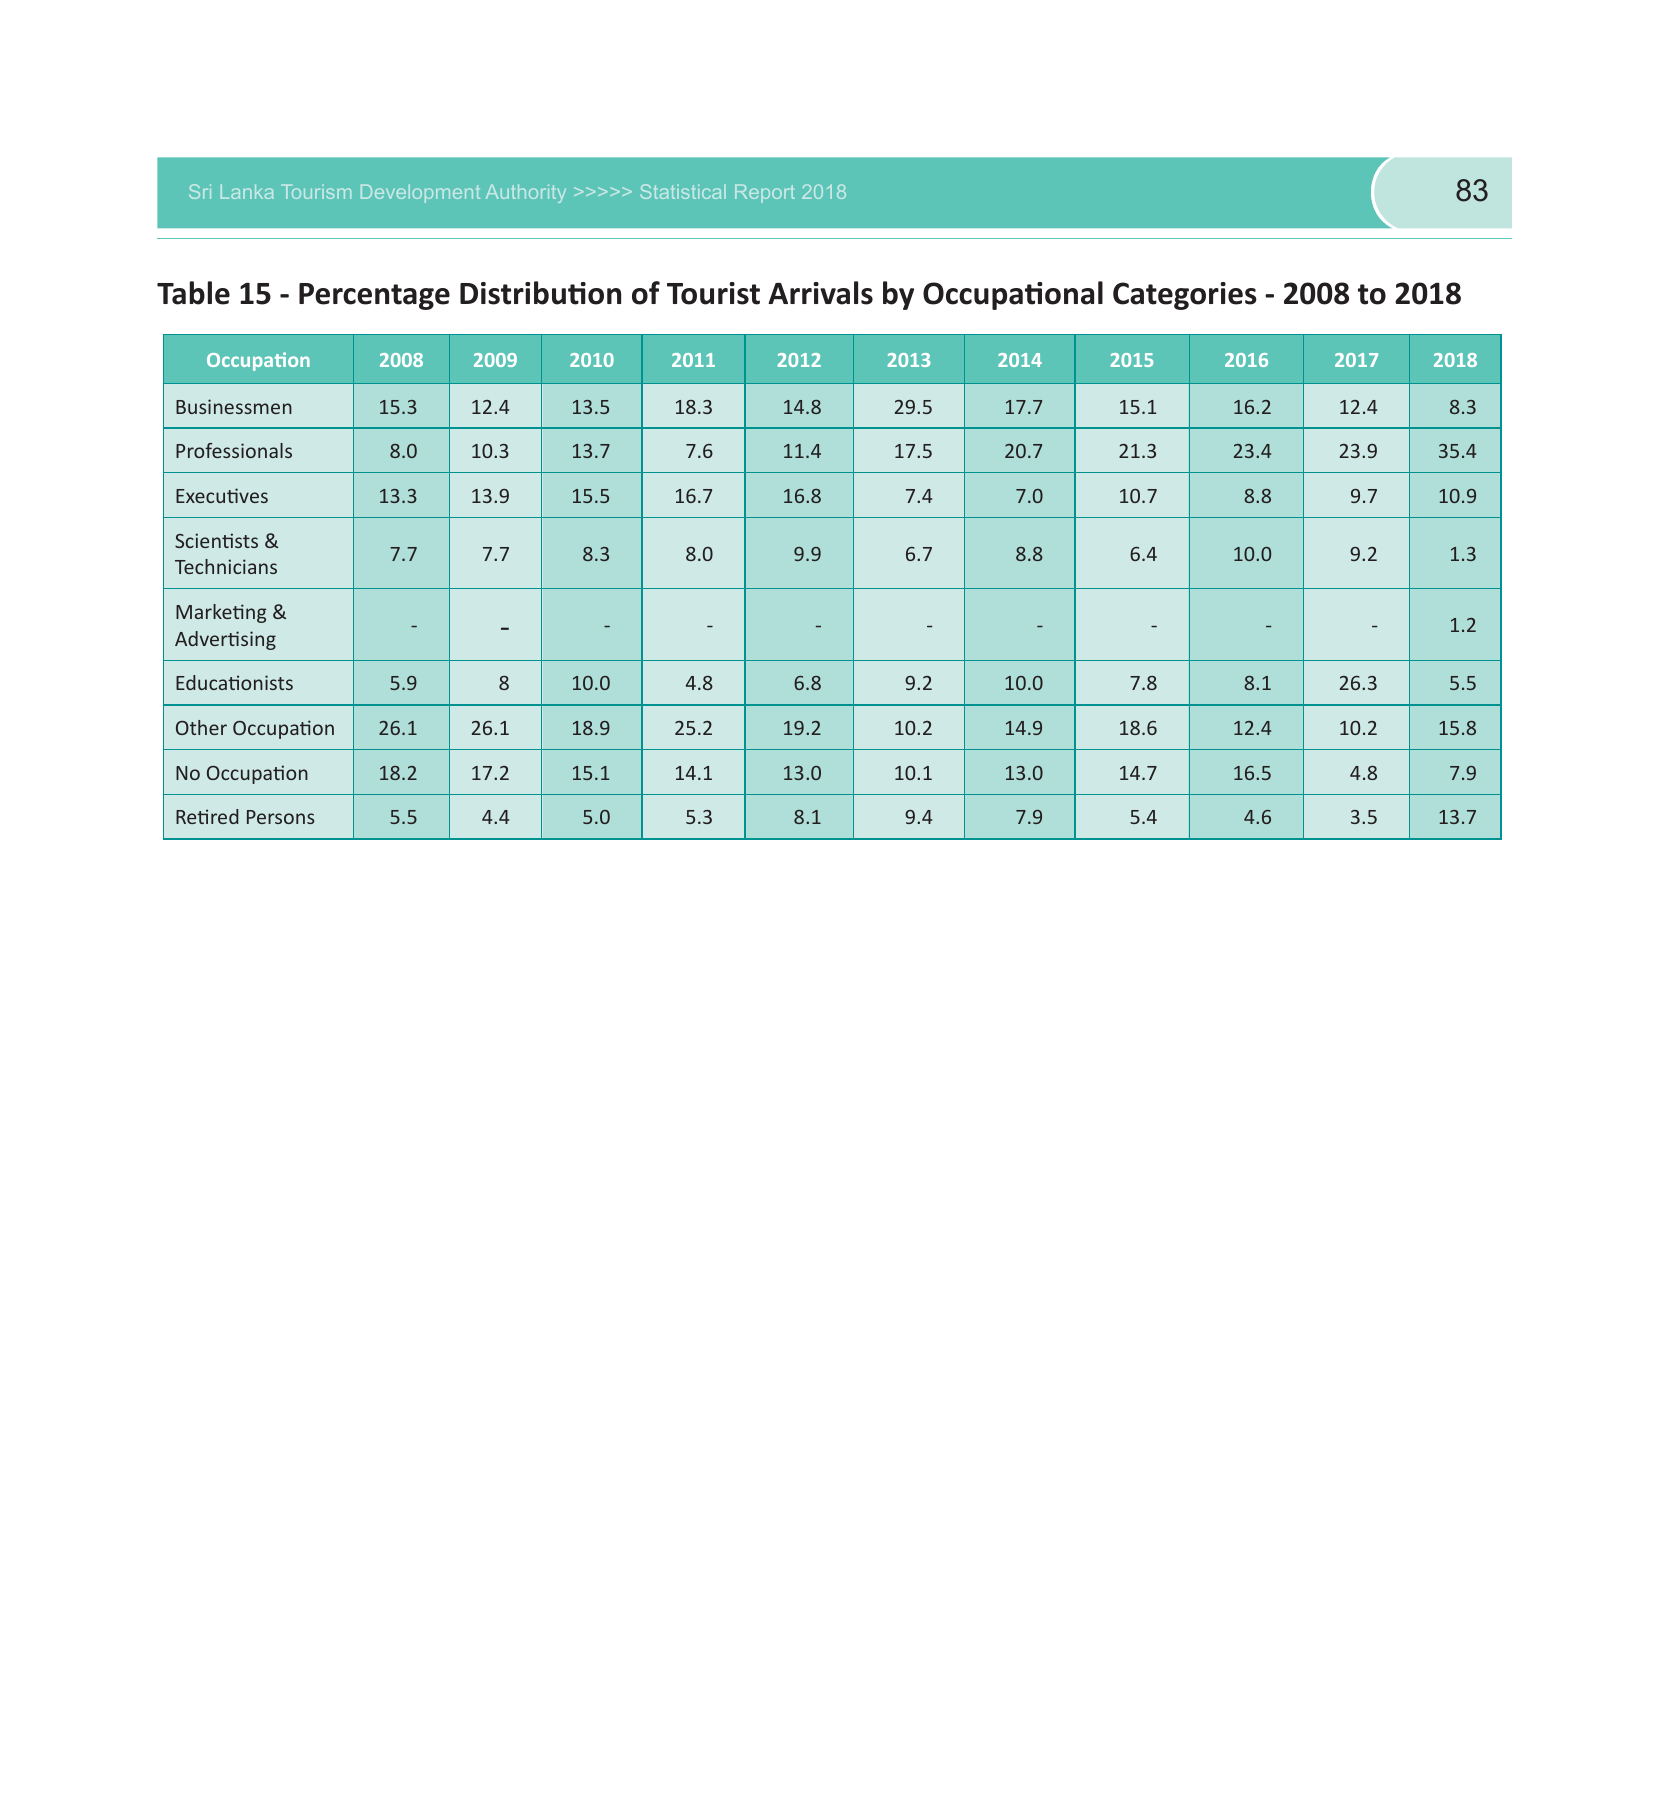 Sri Lanka Tourism Development Authority >>>>> Statistical Report 2018 83
Table 15 - Percentage Distribution of Tourist Arrivals by Occupational Categories - 2008 to 2018
Occupation 2008 2009 2010 2011 2012 2013 2014 2015 2016 2017 2018
Businessmen 15.3 12.4 13.5 18.3 14.8 29.5 17.7 15.1 16.2 12.4 8.3
Professionals 8.0 10.3 13.7 7.6 11.4 17.5 20.7 21.3 23.4 23.9 35.4
Executives 13.3 13.9 15.5 16.7 16.8 7.4 7.0 10.7 8.8 9.7 10.9
Scientists &
Technicians 7.7 7.7 8.3 8.0 9.9 6.7 8.8 6.4 10.0 9.2 1.3
Marketing &
Advertising - - - - - - - - - - 1.2
Educationists 5.9 8 10.0 4.8 6.8 9.2 10.0 7.8 8.1 26.3 5.5
Other Occupation 26.1 26.1 18.9 25.2 19.2 10.2 14.9 18.6 12.4 10.2 15.8
No Occupation 18.2 17.2 15.1 14.1 13.0 10.1 13.0 14.7 16.5 4.8 7.9
Retired Persons 5.5 4.4 5.0 5.3 8.1 9.4 7.9 5.4 4.6 3.5 13.7